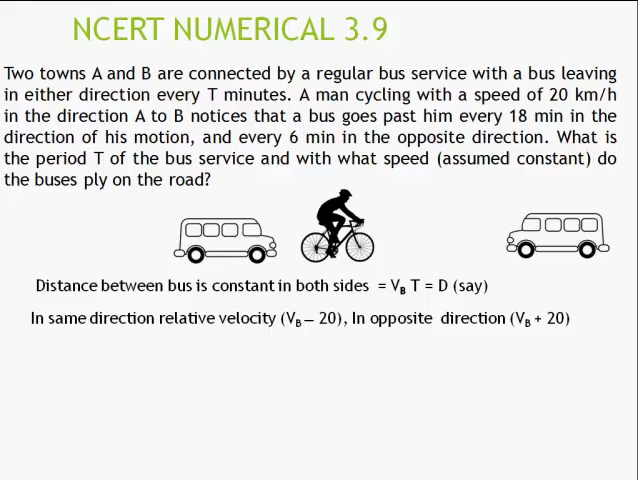 NCERT NUMERICAL 3.9
Two towns A and B are connected by a regular bus service with a bus leaving
in either direction every T minutes. A man cycling with a speed of 20 km/h
in the direction A to B notices that a bus goes past him every 18 min in the
direction of his motion, and every 6 min in the opposite direction. What is
the period T of the bus service and with what speed (assumed constant) do
the buses ply on the road?
Distance between bus is constant in both sides = V_B T = D (say)
In same direction relative velocity (V_B – 20), In opposite direction (V_B + 20)